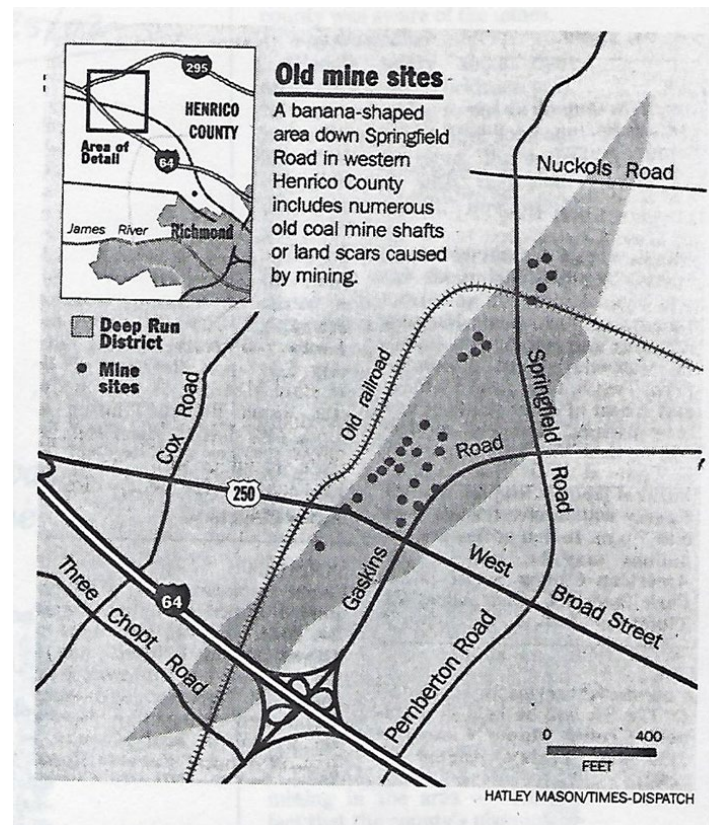 Old mine sites
A banana-shaped
area down Springfield
Road in western
Henrico County
includes numerous
old coal mine shafts
or land scars caused
by mining.
295
HENRICO
COUNTY
Area of
Detail
64
James River
Richmond
Deep Run
District
Mine
sites
Nuckols Road
Springfield
Road
Old railroad
Cox Road
250
Road
Gaskins
West
Broad Street
64
Three
Chopt
Road
Pemberton Road
0 400
FEET
HATLEY MASON/TIMES-DISPATCH